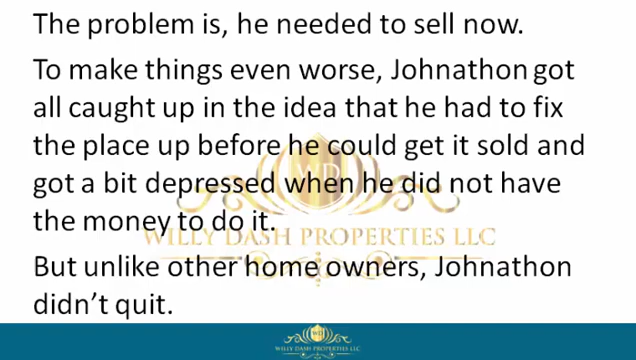 The problem is, he needed to sell now.
To make things even worse, Johnathon got
all caught up in the idea that he had to fix
the place up before he could get it sold and
got a bit depressed when he did not have
the money to do it.
WILLY DASH PROPERTIES LLC
But unlike other home owners, Johnathon
didn’t quit.
WILLY DASH PROPERTIES LLC